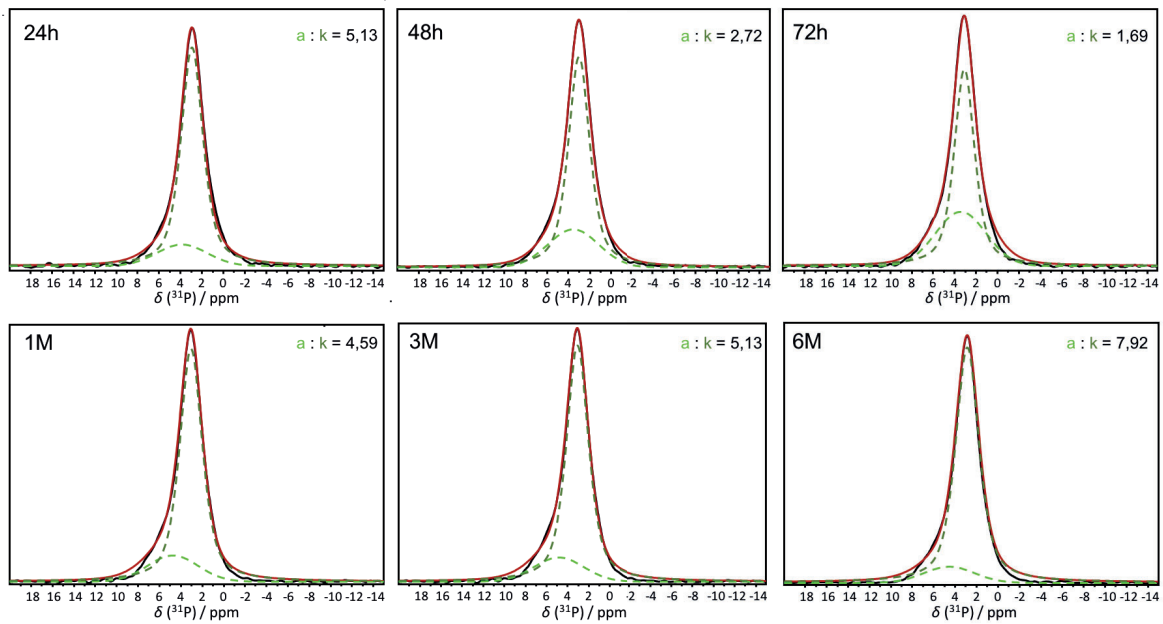 24h
a : k = 5,13
18 16 14 12 10 8 6 4 2 0 -2 -4 -6 -8 -10 -12 -14
δ (³¹P) / ppm
48h
a : k = 2,72
18 16 14 12 10 8 6 4 2 0 -2 -4 -6 -8 -10 -12 -14
δ (³¹P) / ppm
72h
a : k = 1,69
18 16 14 12 10 8 6 4 2 0 -2 -4 -6 -8 -10 -12 -14
δ (³¹P) / ppm
1M
a : k = 4,59
18 16 14 12 10 8 6 4 2 0 -2 -4 -6 -8 -10 -12 -14
δ (³¹P) / ppm
3M
a : k = 5,13
18 16 14 12 10 8 6 4 2 0 -2 -4 -6 -8 -10 -12 -14
δ (³¹P) / ppm
6M
a : k = 7,92
18 16 14 12 10 8 6 4 2 0 -2 -4 -6 -8 -10 -12 -14
δ (³¹P) / ppm